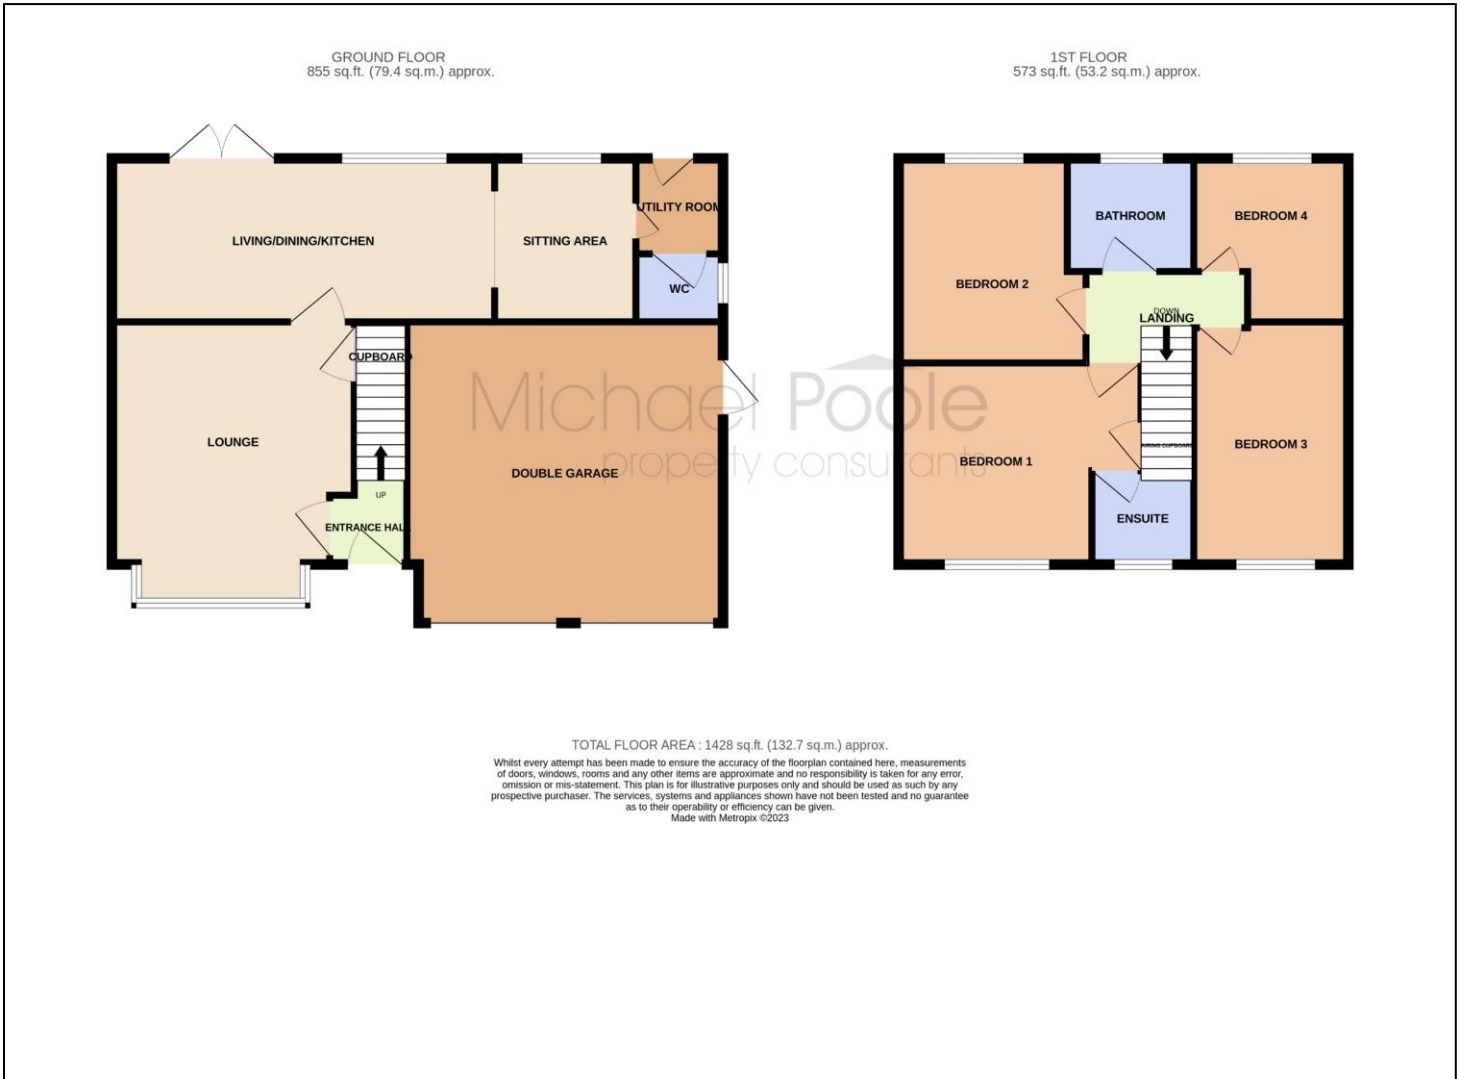 GROUND FLOOR
855 sq.ft. (79.4 sq.m.) approx.
1ST FLOOR
573 sq.ft. (53.2 sq.m.) approx.
LIVING/DINING/KITCHEN
SITTING AREA
UTILITY ROOM
WC
CUPBOARD
LOUNGE
DOUBLE GARAGE
UP
ENTRANCE HALL
BATHROOM
BEDROOM 4
BEDROOM 2
DOWN
LANDING
BEDROOM 1
AIRING CUPBOARD
BEDROOM 3
ENSUITE
Michael Poole
property consultants
TOTAL FLOOR AREA : 1428 sq.ft. (132.7 sq.m.) approx.
Whilst every attempt has been made to ensure the accuracy of the floorplan contained here, measurements
of doors, windows, rooms and any other items are approximate and no responsibility is taken for any error,
omission or mis-statement. This plan is for illustrative purposes only and should be used as such by any
prospective purchaser. The services, systems and appliances shown have not been tested and no guarantee
as to their operability or efficiency can be given.
Made with Metropix ©2023